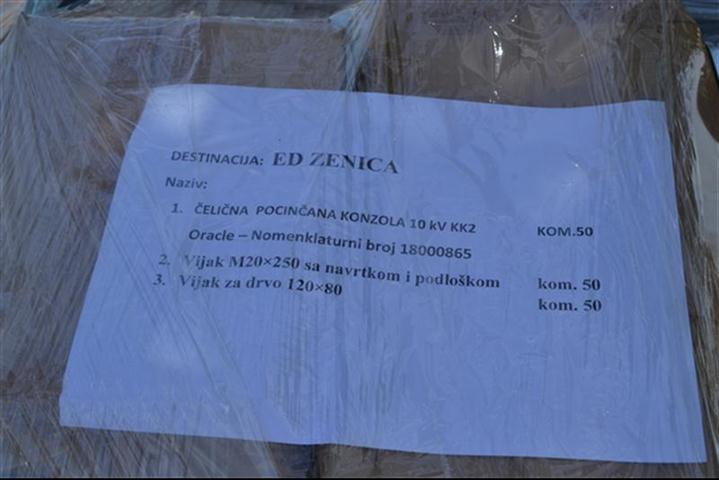 DESTINACIJA: ED ZENICA
Naziv:
1. ČELIČNA POCINČANA KONZOLA 10 kV KK2 KOM.50
Oracle – Nomenklaturni broj 18000865
2. Vijak M20×250 sa navrtkom i podloškom kom. 50
3. Vijak za drvo 120×80 kom. 50